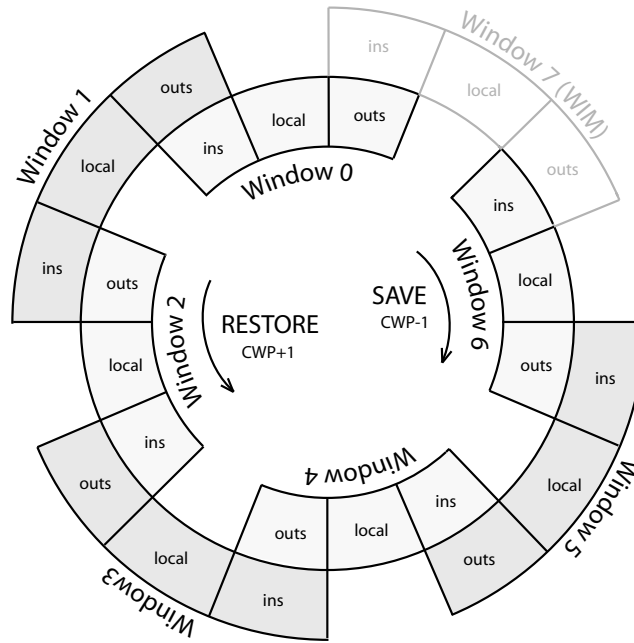 Window 7 (WIM)
ins
local
outs
Window 0
ins
local
outs
Window 1
outs
local
ins
Window 2
outs
local
ins
RESTORE
CWP+1
SAVE
CWP-1
Window 6
ins
local
outs
Window 5
ins
local
outs
Window 4
ins
local
outs
Window3
outs
local
ins